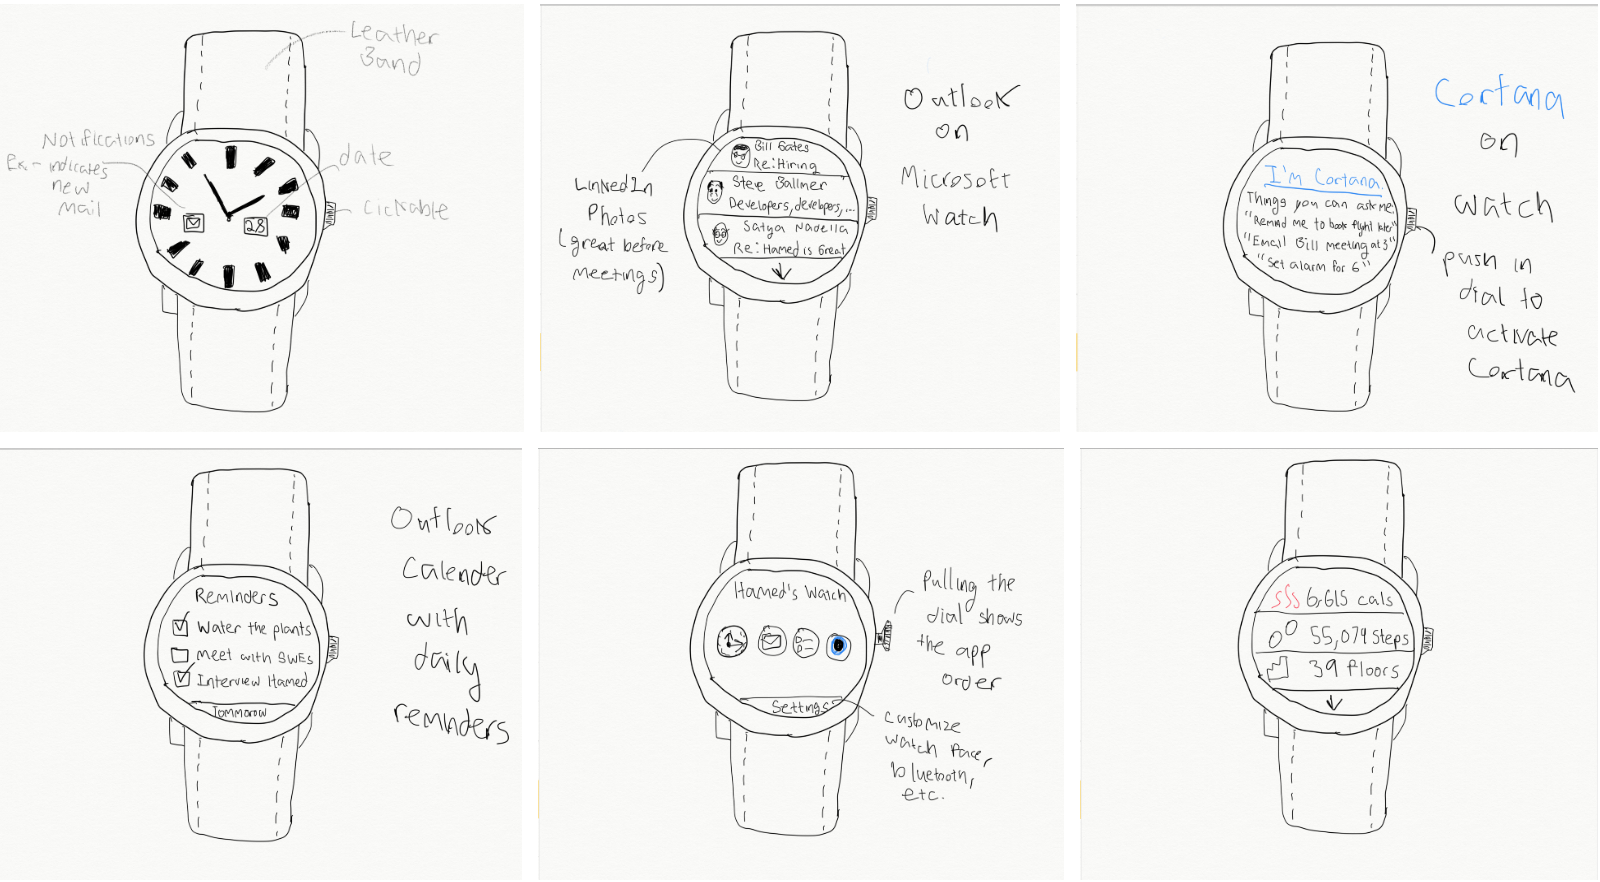 Leather
Band
Notifications
Ex.- indicates
new
mail
date
28
clickable
Outlook
on
Microsoft
Watch
LinkedIn
Photos
(great before
meetings)
Bill Gates
Re: Hiring
Steve Ballmer
Developers, developers,...
Satya Nadella
Re: Hamed is Great
Cortana
on
watch
I'm Cortana.
Things you can ask me:
"Remind me to book flight later"
"Email Bill meeting at 3"
"Set alarm for 6"
push in
dial to
activate
Cortana
Outlook
Calender
with
daily
reminders
Reminders
Water the plants
meet with SWEs
Interview Hamed
Tommorow
Hamed's Watch
Settings
Pulling the
dial shows
the app
order
Customize
watch face,
bluetooth,
etc.
6,615 cals
55,079 steps
39 floors